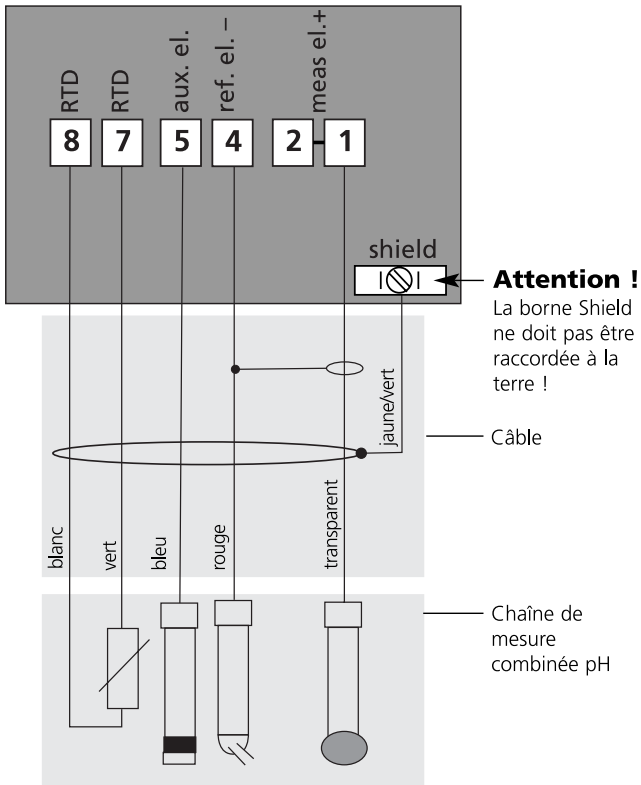 RTD
RTD
aux. el.
ref. el. –
meas el.+
8
7
5
4
2
1
shield
Attention !
La borne Shield
ne doit pas être
raccordée à la
terre !
jaune/vert
Câble
blanc
vert
bleu
rouge
transparent
Chaîne de
mesure
combinée pH